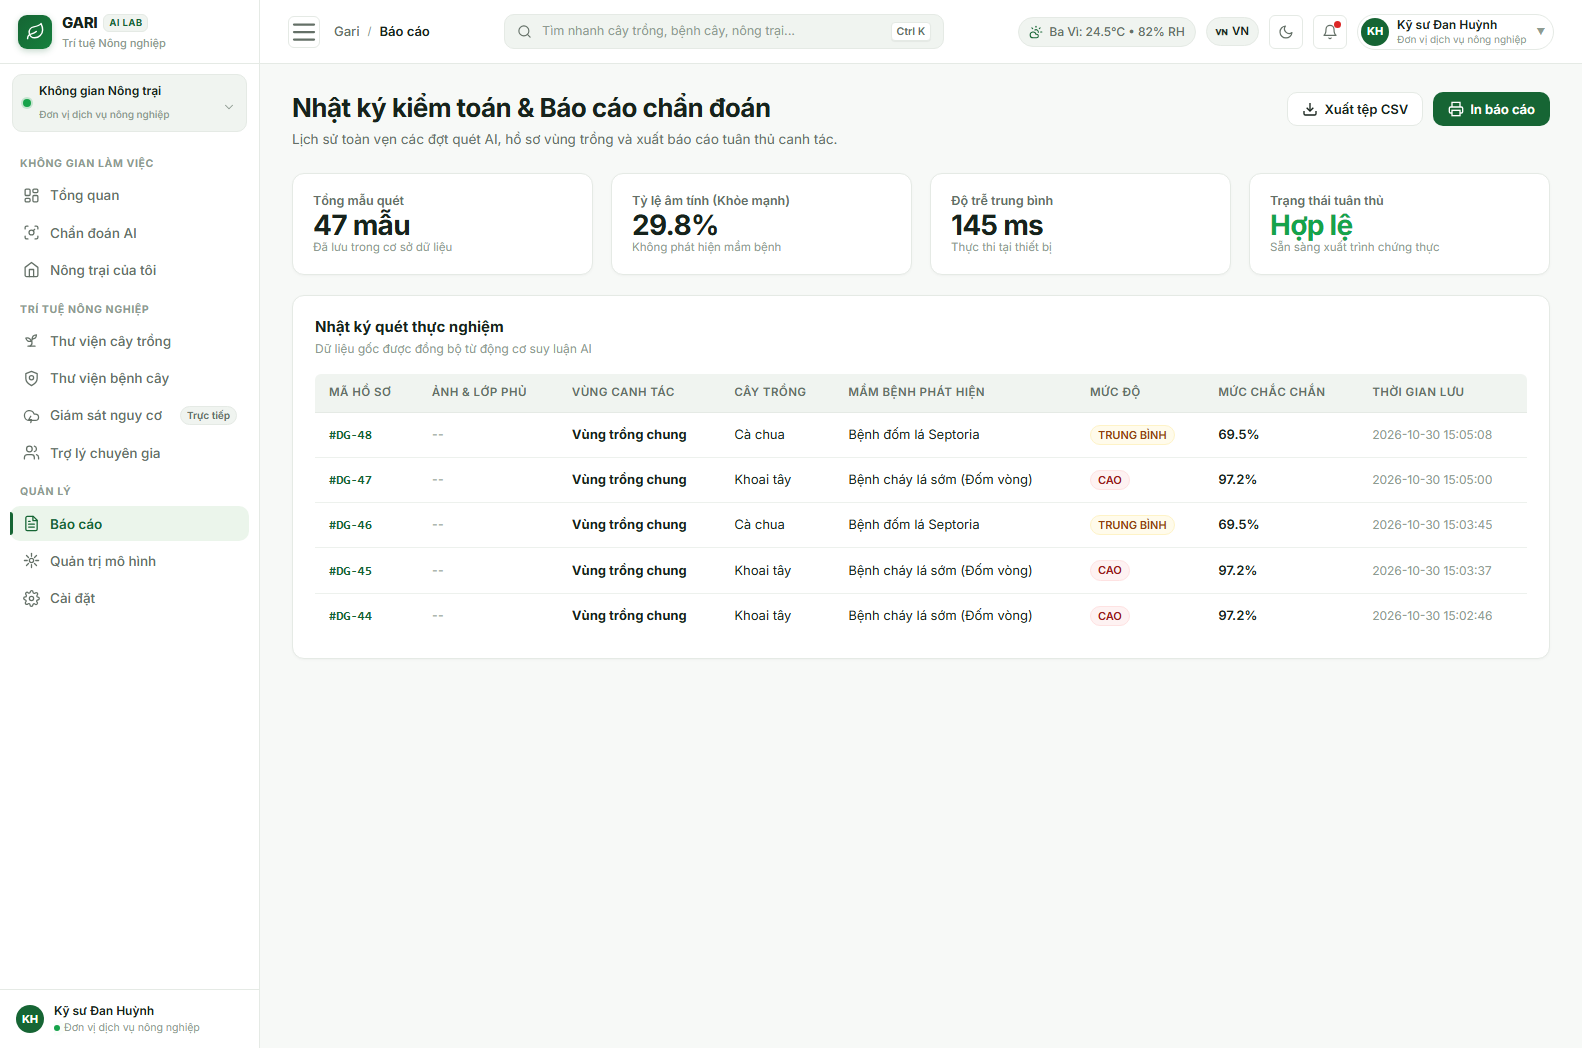 GARI AI LAB
Trí tuệ Nông nghiệp
Không gian Nông trại
Đơn vị dịch vụ nông nghiệp
KHÔNG GIAN LÀM VIỆC
Tổng quan
Chẩn đoán AI
Nông trại của tôi
TRÍ TUỆ NÔNG NGHIỆP
Thư viện cây trồng
Thư viện bệnh cây
Giám sát nguy cơ Trực tiếp
Trợ lý chuyên gia
QUẢN LÝ
Báo cáo
Quản trị mô hình
Cài đặt
KH Kỹ sư Đan Huỳnh
Đơn vị dịch vụ nông nghiệp
Gari / Báo cáo
Tìm nhanh cây trồng, bệnh cây, nông trại... Ctrl K
Ba Vì: 24.5°C • 82% RH
VN VN
KH Kỹ sư Đan Huỳnh
Đơn vị dịch vụ nông nghiệp
Nhật ký kiểm toán & Báo cáo chẩn đoán
Lịch sử toàn vẹn các đợt quét AI, hồ sơ vùng trồng và xuất báo cáo tuân thủ canh tác.
Xuất tệp CSV
In báo cáo
Tổng mẫu quét
47 mẫu
Đã lưu trong cơ sở dữ liệu
Tỷ lệ âm tính (Khỏe mạnh)
29.8%
Không phát hiện mầm bệnh
Độ trễ trung bình
145 ms
Thực thi tại thiết bị
Trạng thái tuân thủ
Hợp lệ
Sẵn sàng xuất trình chứng thực
Nhật ký quét thực nghiệm
Dữ liệu gốc được đồng bộ từ động cơ suy luận AI
MÃ HỒ SƠ ẢNH & LỚP PHỦ VÙNG CANH TÁC CÂY TRỒNG MẦM BỆNH PHÁT HIỆN MỨC ĐỘ MỨC CHẮC CHẮN THỜI GIAN LƯU
#DG-48 -- Vùng trồng chung Cà chua Bệnh đốm lá Septoria TRUNG BÌNH 69.5% 2026-10-30 15:05:08
#DG-47 -- Vùng trồng chung Khoai tây Bệnh cháy lá sớm (Đốm vòng) CAO 97.2% 2026-10-30 15:05:00
#DG-46 -- Vùng trồng chung Cà chua Bệnh đốm lá Septoria TRUNG BÌNH 69.5% 2026-10-30 15:03:45
#DG-45 -- Vùng trồng chung Khoai tây Bệnh cháy lá sớm (Đốm vòng) CAO 97.2% 2026-10-30 15:03:37
#DG-44 -- Vùng trồng chung Khoai tây Bệnh cháy lá sớm (Đốm vòng) CAO 97.2% 2026-10-30 15:02:46